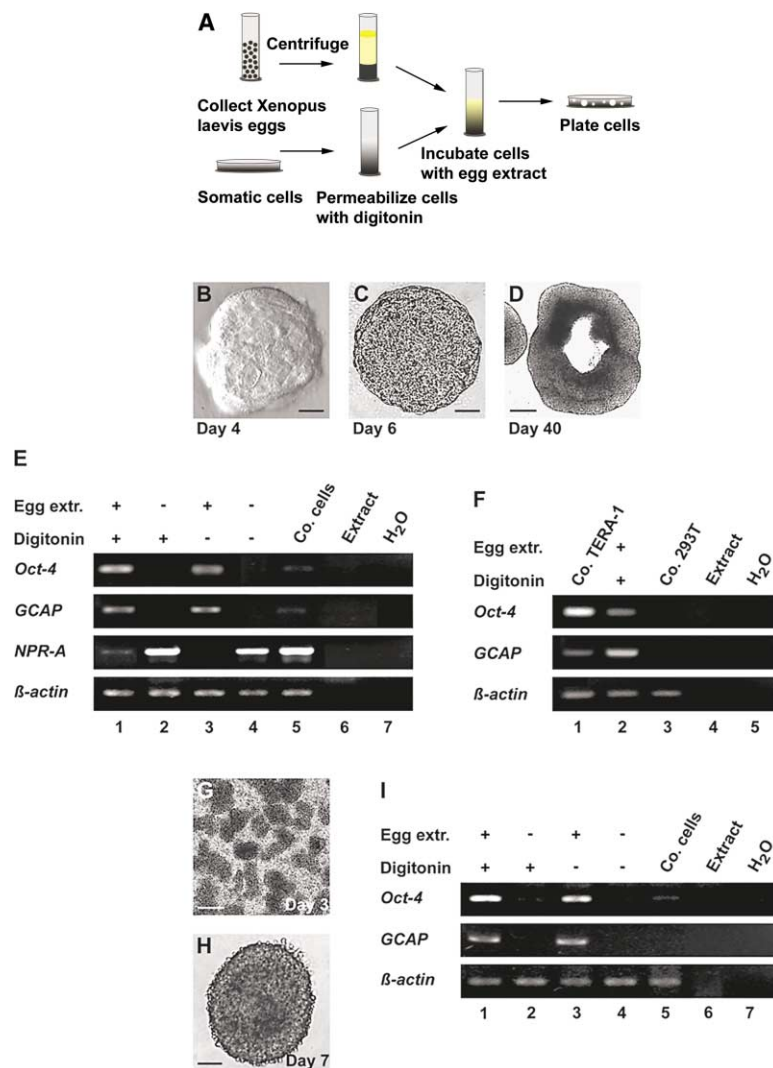 A
Centrifuge
Collect Xenopus
laevis eggs
Somatic cells
Permeabilize cells
with digitonin
Incubate cells
with egg extract
Plate cells
B
Day 4
C
Day 6
D
Day 40
E
Egg extr. + - + - Co. cells Extract H₂O
Digitonin + + - -
Oct-4
GCAP
NPR-A
ß-actin
1 2 3 4 5 6 7
F
Co. TERA-1 Co. 293T Extract H₂O
Egg extr. +
Digitonin +
Oct-4
GCAP
ß-actin
1 2 3 4 5
G
Day 3
H
Day 7
I
Egg extr. + - + - Co. cells Extract H₂O
Digitonin + + - -
Oct-4
GCAP
ß-actin
1 2 3 4 5 6 7